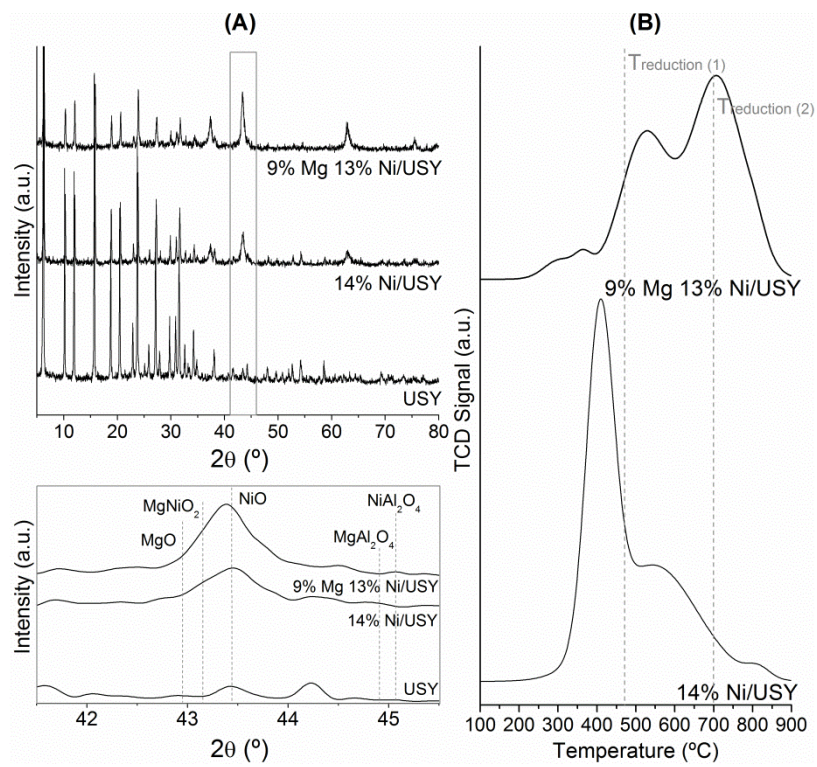 (A)
Intensity (a.u.)
9% Mg 13% Ni/USY
14% Ni/USY
USY
10 20 30 40 50 60 70 80
2θ (º)
Intensity (a.u.)
MgO
MgNiO₂
NiO
MgAl₂O₄
NiAl₂O₄
9% Mg 13% Ni/USY
14% Ni/USY
USY
42 43 44 45
2θ (º)
(B)
TCD Signal (a.u.)
Treduction (1)
Treduction (2)
9% Mg 13% Ni/USY
14% Ni/USY
100 200 300 400 500 600 700 800 900
Temperature (ºC)